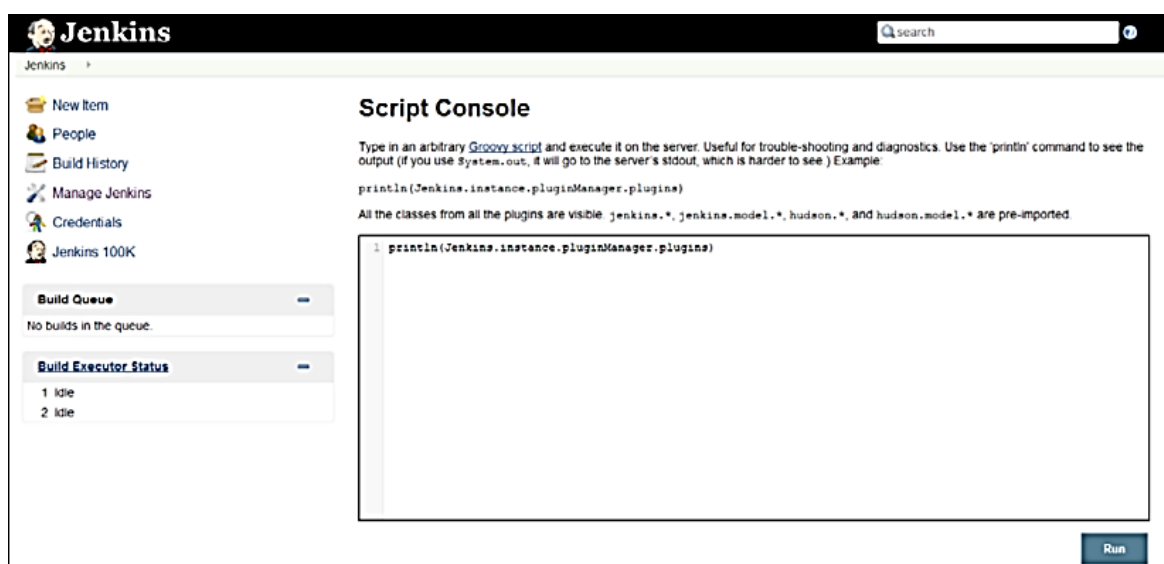 Jenkins
search
Jenkins
New Item
People
Build History
Manage Jenkins
Credentials
Jenkins 100K
Build Queue
No builds in the queue.
Build Executor Status
1 Idle
2 Idle
Script Console
Type in an arbitrary Groovy script and execute it on the server. Useful for trouble-shooting and diagnostics. Use the 'println' command to see the
output (if you use System.out, it will go to the server's stdout, which is harder to see.) Example:
println(Jenkins.instance.pluginManager.plugins)
All the classes from all the plugins are visible. jenkins.*, jenkins.model.*, hudson.*, and hudson.model.* are pre-imported.
1 println(Jenkins.instance.pluginManager.plugins)
Run